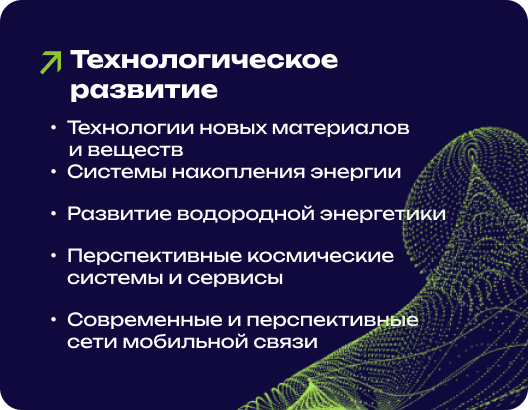 Технологическое
развитие
• Технологии новых материалов
и веществ
• Системы накопления энергии
• Развитие водородной энергетики
• Перспективные космические
системы и сервисы
• Современные и перспективные
сети мобильной связи